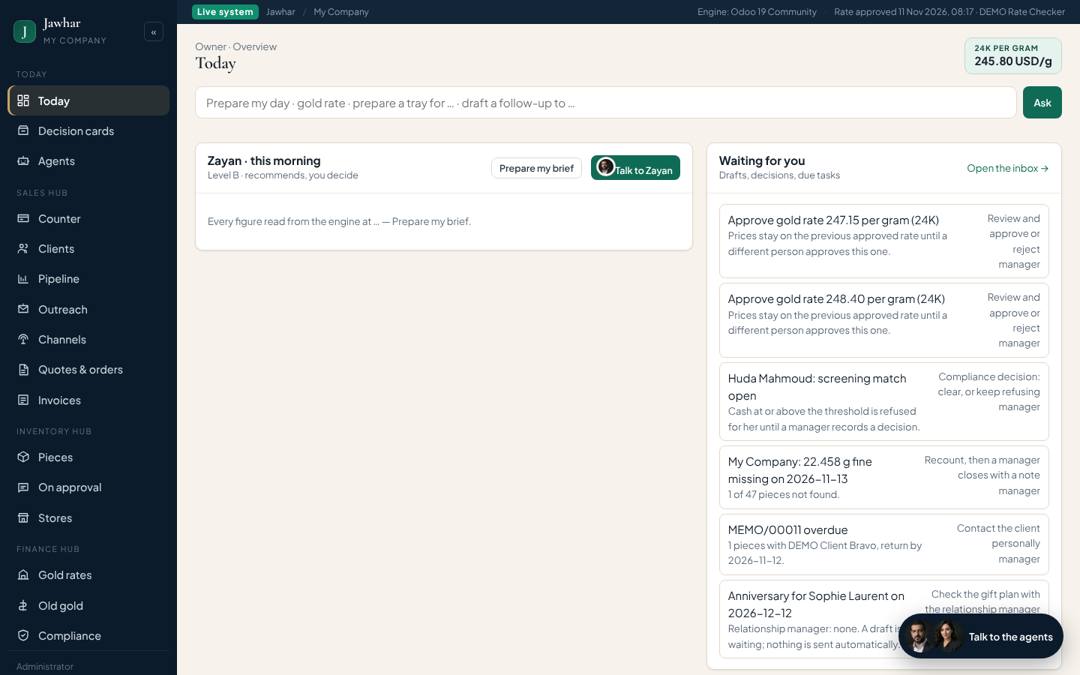 Live system Jawhar / My Company
Engine: Odoo 19 Community Rate approved 11 Nov 2026, 08:17 · DEMO Rate Checker
J Jawhar
MY COMPANY
«
TODAY
Today
Decision cards
Agents
SALES HUB
Counter
Clients
Pipeline
Outreach
Channels
Quotes & orders
Invoices
INVENTORY HUB
Pieces
On approval
Stores
FINANCE HUB
Gold rates
Old gold
Compliance
Administrator
Owner · Overview
Today
24K PER GRAM
245.80 USD/g
Prepare my day · gold rate · prepare a tray for … · draft a follow-up to …
Ask
Zayan · this morning
Level B · recommends, you decide
Prepare my brief
Talk to Zayan
Every figure read from the engine at … — Prepare my brief.
Waiting for you
Drafts, decisions, due tasks
Open the inbox →
Approve gold rate 247.15 per gram (24K)
Prices stay on the previous approved rate until a
different person approves this one.
Review and
approve or
reject
manager
Approve gold rate 248.40 per gram (24K)
Prices stay on the previous approved rate until a
different person approves this one.
Review and
approve or
reject
manager
Huda Mahmoud: screening match
open
Cash at or above the threshold is refused
for her until a manager records a decision.
Compliance decision:
clear, or keep refusing
manager
My Company: 22.458 g fine
missing on 2026-11-13
1 of 47 pieces not found.
Recount, then a manager
closes with a note
manager
MEMO/00011 overdue
1 pieces with DEMO Client Bravo, return by
2026-11-12.
Contact the client
personally
manager
Anniversary for Sophie Laurent on
2026-12-12
Relationship manager: none. A draft is
waiting; nothing is sent automatically.
Check the gift plan with
the relationship manager
Talk to the agents